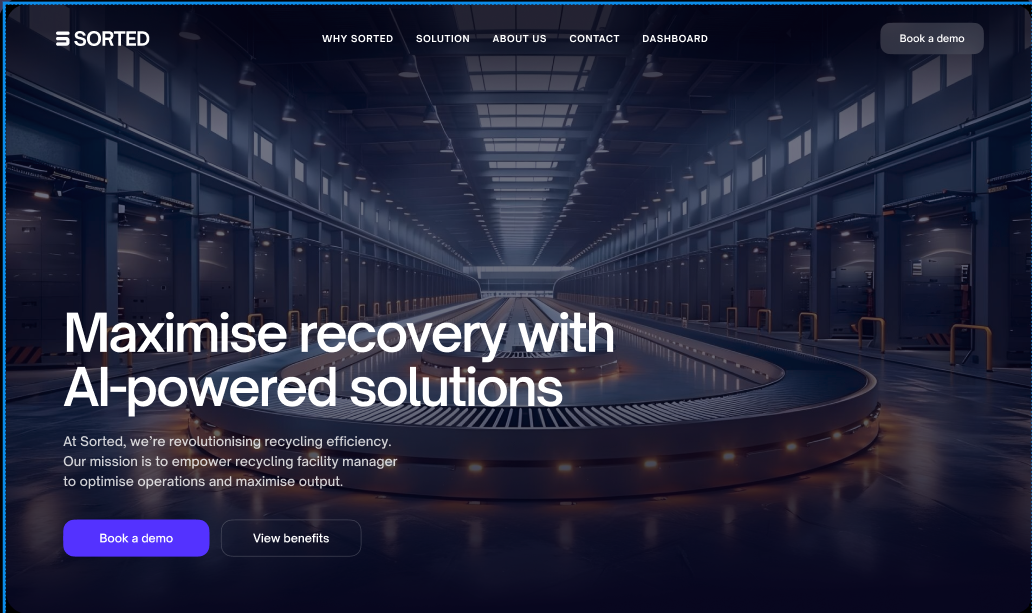 SORTED
WHY SORTED
SOLUTION
ABOUT US
CONTACT
DASHBOARD
Book a demo
Maximise recovery with
AI-powered solutions
At Sorted, we’re revolutionising recycling efficiency.
Our mission is to empower recycling facility manager
to optimise operations and maximise output.
Book a demo
View benefits